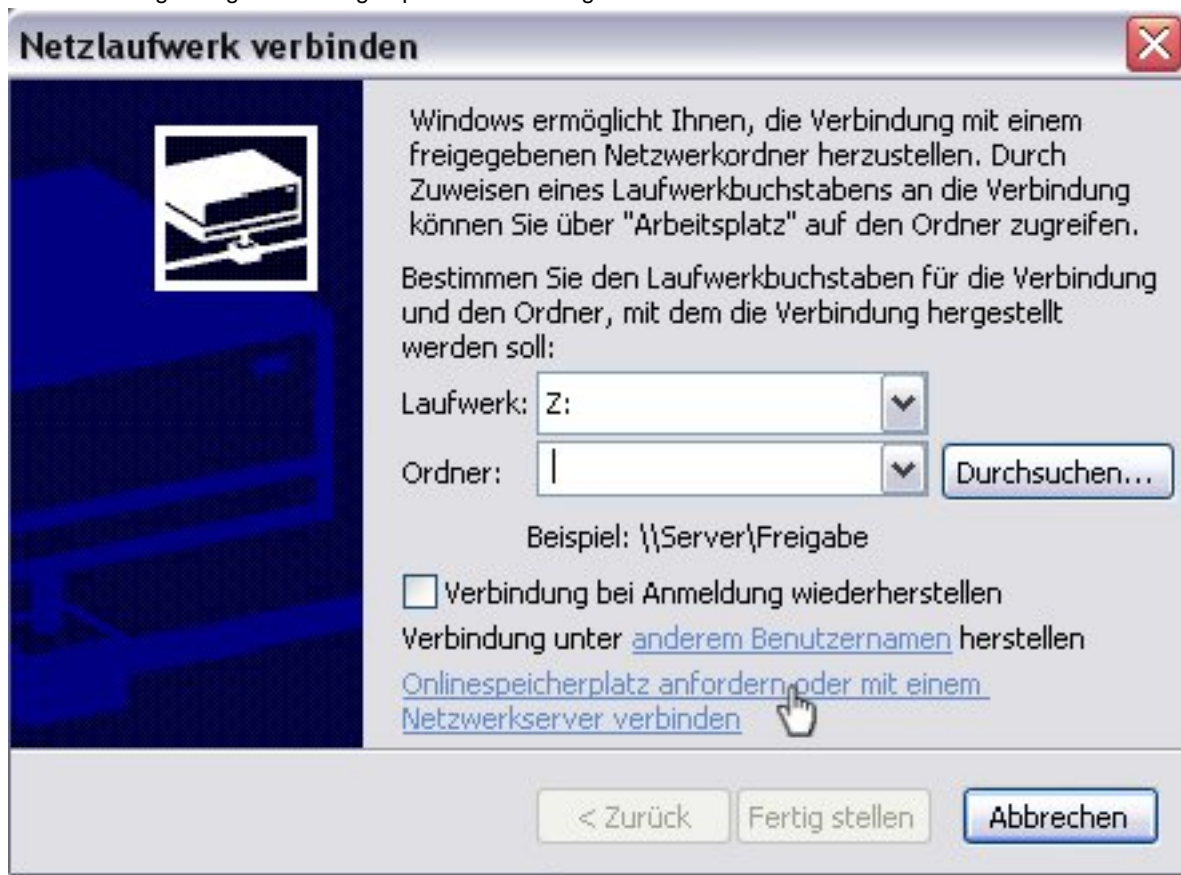 Netzlaufwerk verbinden
Windows ermöglicht Ihnen, die Verbindung mit einem
freigegebenen Netzwerkordner herzustellen. Durch
Zuweisen eines Laufwerkbuchstabens an die Verbindung
können Sie über "Arbeitsplatz" auf den Ordner zugreifen.
Bestimmen Sie den Laufwerkbuchstaben für die Verbindung
und den Ordner, mit dem die Verbindung hergestellt
werden soll:
Laufwerk: Z:
Ordner: Durchsuchen...
Beispiel: \\Server\Freigabe
Verbindung bei Anmeldung wiederherstellen
Verbindung unter anderem Benutzernamen herstellen
Onlinespeicherplatz anfordern oder mit einem
Netzwerkserver verbinden
< Zurück Fertig stellen Abbrechen